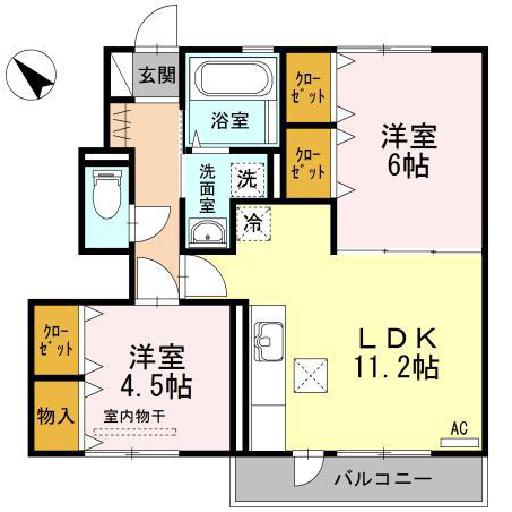 玄関
浴室
クロー
ゼット
クロー
ゼット
洋室
6帖
洗面室
洗
冷
クロー
ゼット
物入
洋室
4.5帖
室内物干
LDK
11.2帖
AC
バルコニー